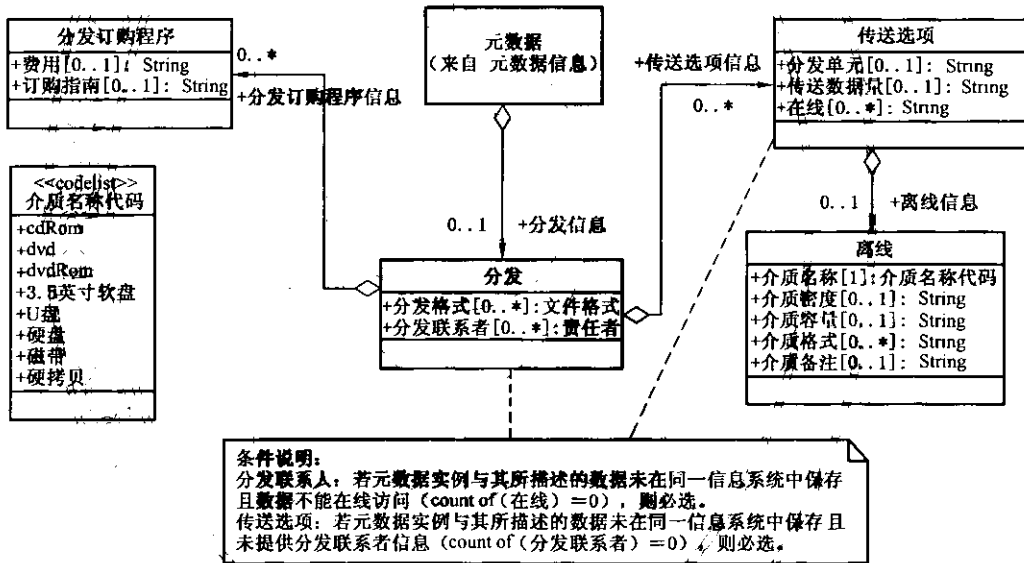 分发订购程序
+费用[0..1]: String
+订购指南[0..1]: String
0..*
+分发订购程序信息
元数据
(来自 元数据信息)
+传送选项信息
0..*
传送选项
+分发单元[0..1]: String
+传送数据量[0..1]: String
+在线[0..*]: String
<<codelist>>
介质名称代码
+cdRom
+dvd
+dvdRom
+3.5英寸软盘
+U盘
+硬盘
+磁带
+硬拷贝
0..1 +分发信息
分发
+分发格式[0..*]:文件格式
+分发联系者[0..*]:责任者
0..1 +离线信息
离线
+介质名称[1]:介质名称代码
+介质密度[0..1]: String
+介质容量[0..1]: String
+介质格式[0..*]: String
+介质备注[0..1]: String
条件说明:
分发联系人: 若元数据实例与其所描述的数据未在同一信息系统中保存
且数据不能在线访问(count of(在线)=0), 则必选。
传送选项: 若元数据实例与其所描述的数据未在同一信息系统中保存且
未提供分发联系者信息(count of(分发联系者)=0), 则必选。